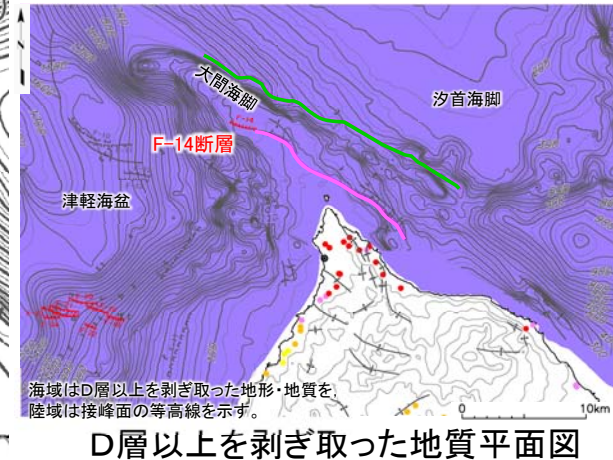 大間海脚
汐首海脚
F-14
F-14断層
津軽海盆
海域はD層以上を剥ぎ取った地形・地質を,
陸域は接峰面の等高線を示す。
0 10km
D層以上を剥ぎ取った地質平面図